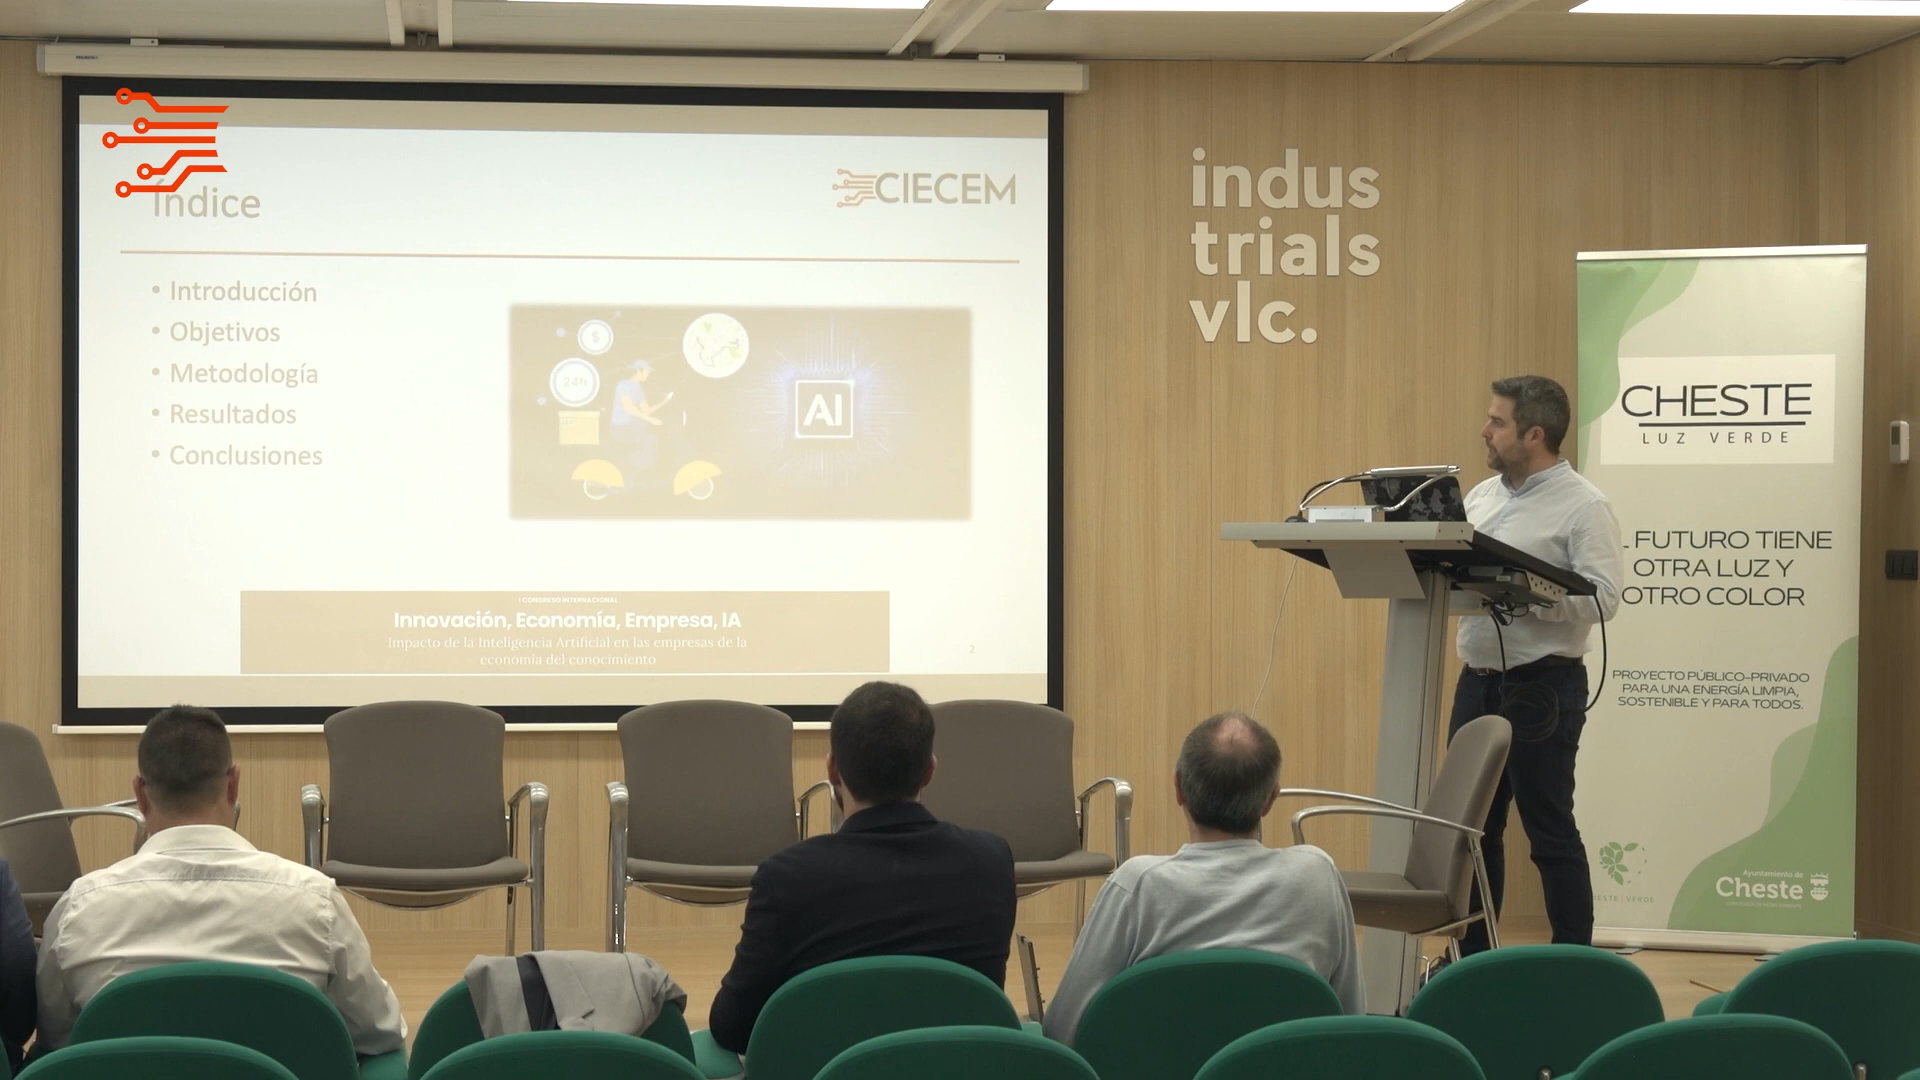 Índice
CIECEM
• Introducción
• Objetivos
• Metodología
• Resultados
• Conclusiones
$
24h
AI
I CONGRESO INTERNACIONAL
Innovación, Economía, Empresa, IA
Impacto de la Inteligencia Artificial en las empresas de la
economía del conocimiento
2
indus
trials
vlc.
CHESTE
LUZ VERDE
L FUTURO TIENE
OTRA LUZ Y
OTRO COLOR
PROYECTO PÚBLICO-PRIVADO
PARA UNA ENERGÍA LIMPIA,
SOSTENIBLE Y PARA TODOS.
VERDE
Ayuntamiento de
Cheste